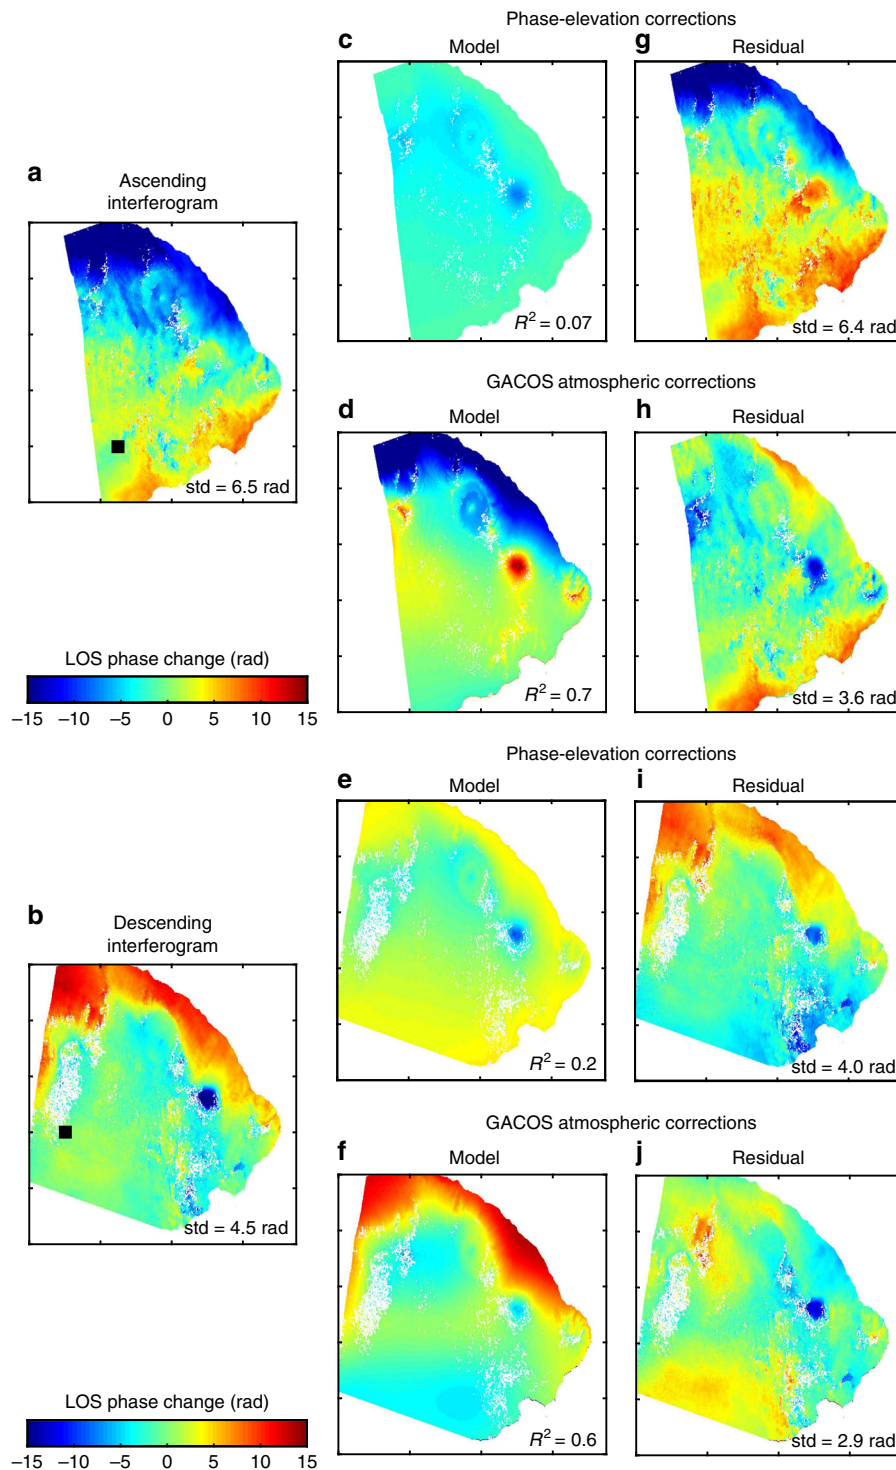 Phase-elevation corrections
c
Model
g
Residual
a
Ascending
interferogram
R² = 0.07
std = 6.4 rad
GACOS atmospheric corrections
d
Model
h
Residual
std = 6.5 rad
LOS phase change (rad)
–15 –10 –5 0 5 10 15
R² = 0.7
std = 3.6 rad
Phase-elevation corrections
e
Model
i
Residual
b
Descending
interferogram
R² = 0.2
std = 4.0 rad
GACOS atmospheric corrections
f
Model
j
Residual
std = 4.5 rad
LOS phase change (rad)
–15 –10 –5 0 5 10 15
R² = 0.6
std = 2.9 rad